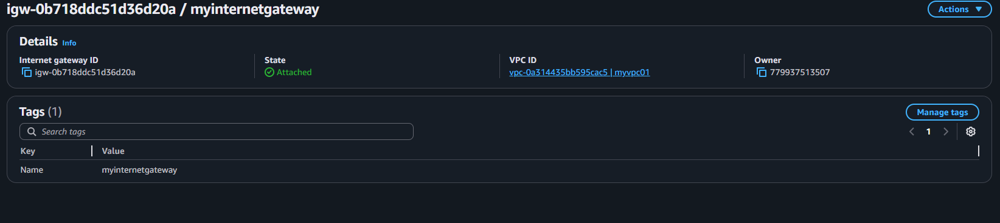 igw-0b718ddc51d36d20a / myinternetgateway
Actions
Details Info
Internet gateway ID
igw-0b718ddc51d36d20a
State
Attached
VPC ID
vpc-0a314435bb595cac5 | myvpc01
Owner
779937513507
Tags (1)
Manage tags
Search tags
1
Key Value
Name myinternetgateway